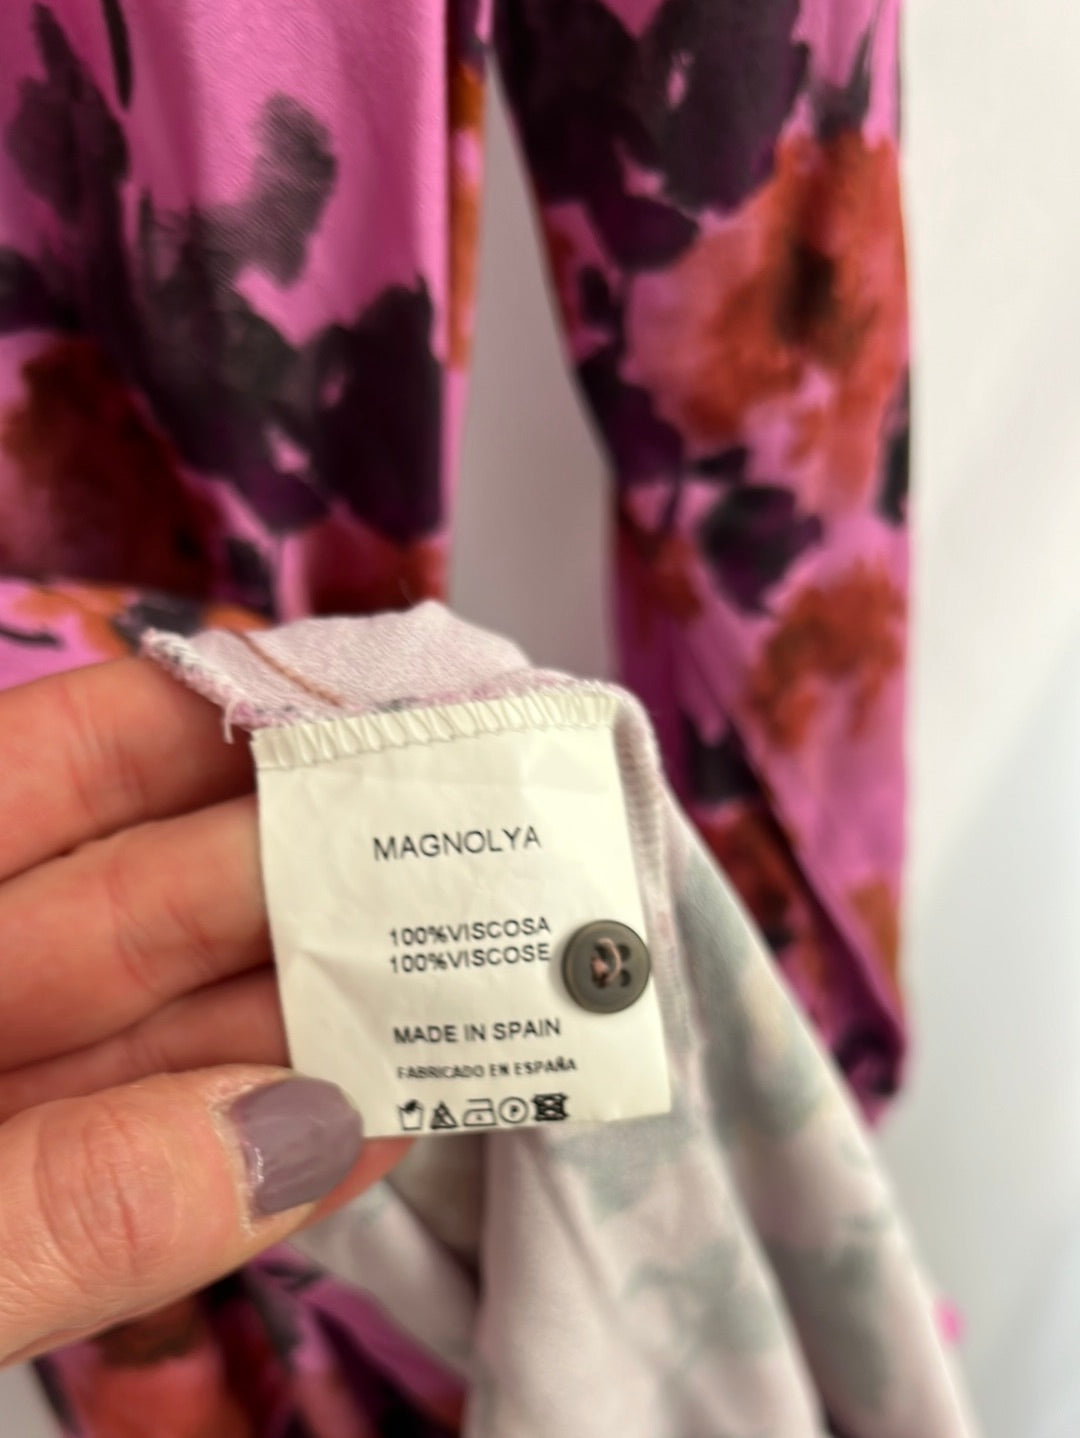 MAGNOLYA
100%VISCOSA
100%VISCOSE
MADE IN SPAIN
FABRICADO EN ESPAÑA
P